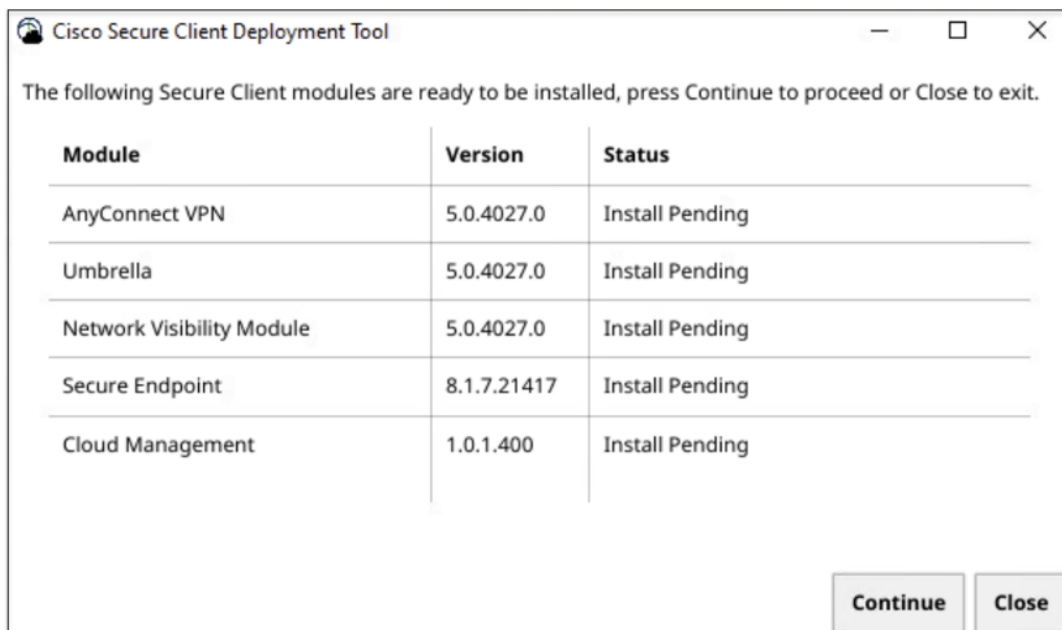 Cisco Secure Client Deployment Tool
The following Secure Client modules are ready to be installed, press Continue to proceed or Close to exit.
Module Version Status
AnyConnect VPN 5.0.4027.0 Install Pending
Umbrella 5.0.4027.0 Install Pending
Network Visibility Module 5.0.4027.0 Install Pending
Secure Endpoint 8.1.7.21417 Install Pending
Cloud Management 1.0.1.400 Install Pending
Continue Close